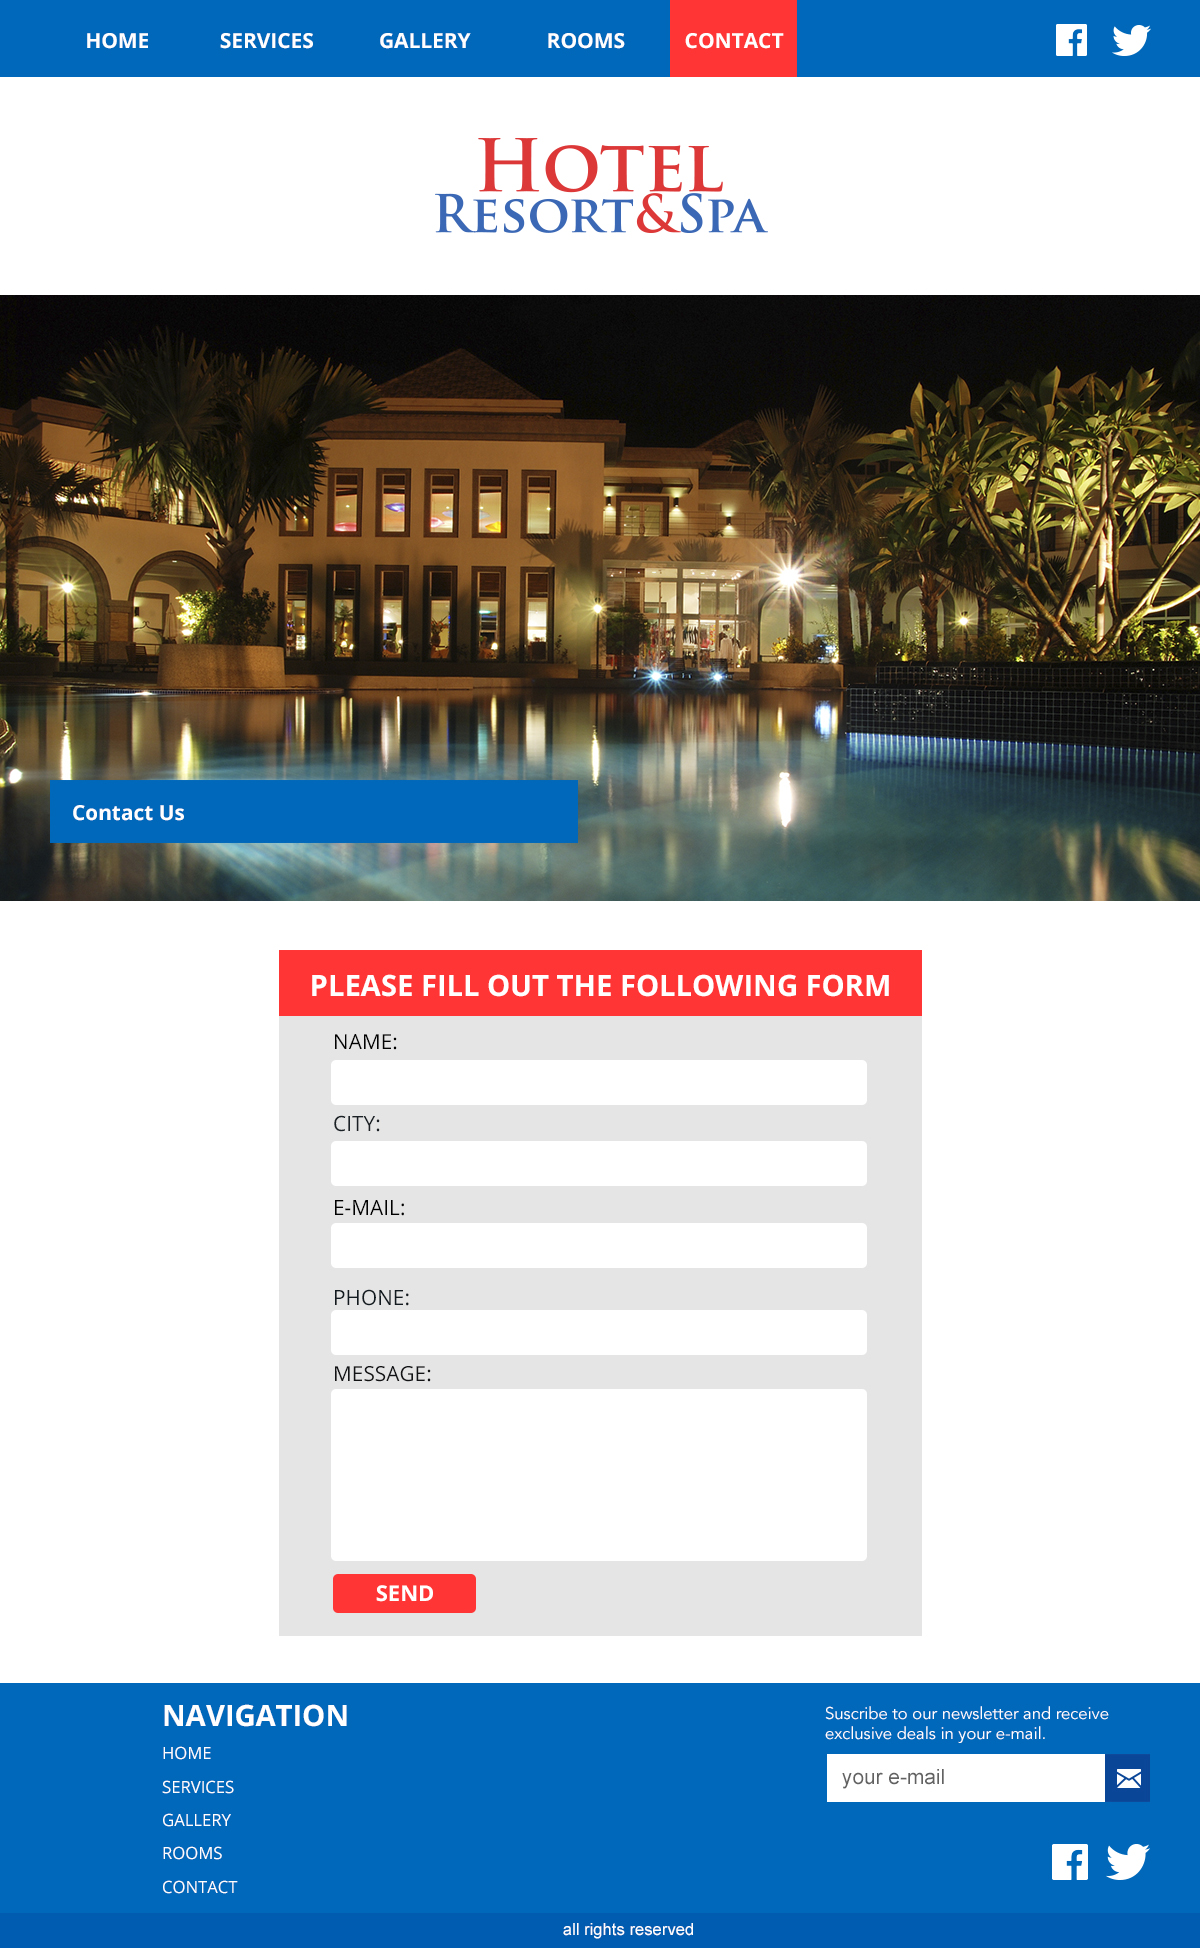 HOME SERVICES GALLERY ROOMS CONTACT
HOTEL
RESORT&SPA
Contact Us
PLEASE FILL OUT THE FOLLOWING FORM
NAME:
CITY:
E-MAIL:
PHONE:
MESSAGE:
SEND
NAVIGATION
HOME
SERVICES
GALLERY
ROOMS
CONTACT
Suscribe to our newsletter and receive
exclusive deals in your e-mail.
your e-mail
all rights reserved